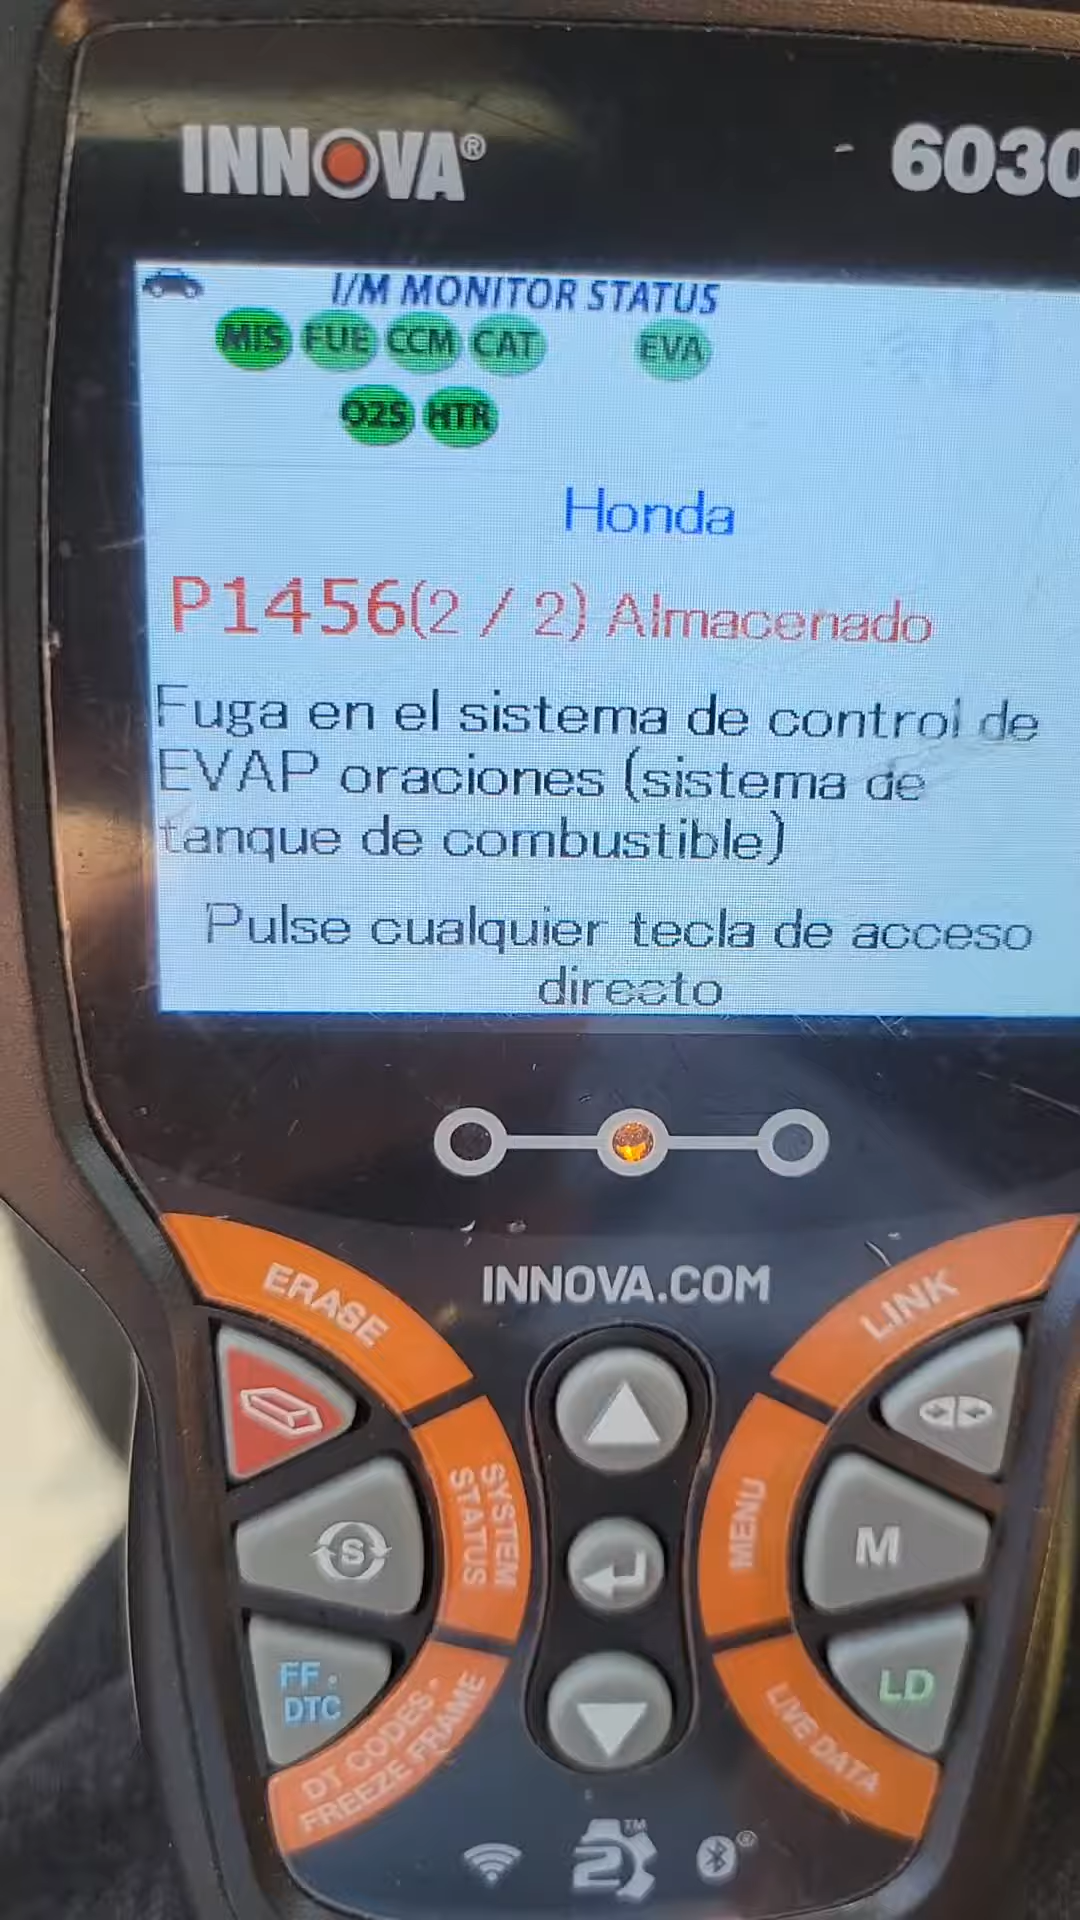 INNOVA®
6030
I/M MONITOR STATUS
MIS FUE CCM CAT EVA
O2S HTR
Honda
P1456(2 / 2) Almacenado
Fuga en el sistema de control de
EVAP oraciones (sistema de
tanque de combustible)
Pulse cualquier tecla de acceso
directo
INNOVA.COM
ERASE
LINK
SYSTEM
STATUS
S
MENU
M
FF.
DTC
LD
DT CODES -
FREEZE FRAME
LIVE DATA
2
TM
®